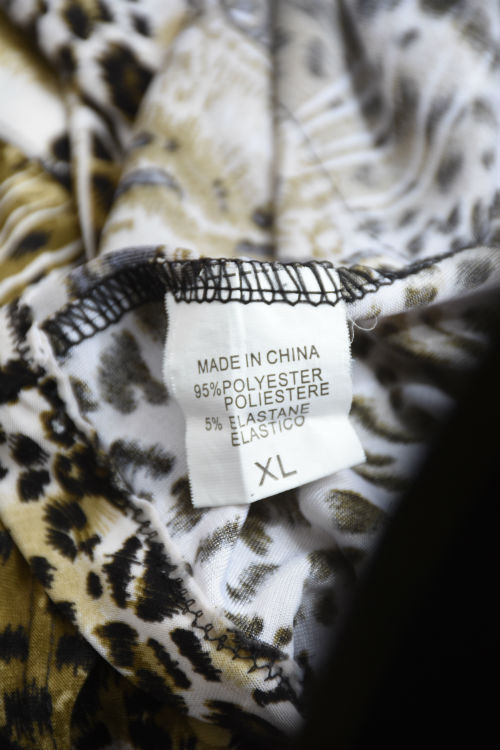 MADE IN CHINA
95% POLYESTER
POLIESTERE
5% ELASTANE
ELASTICO
XL